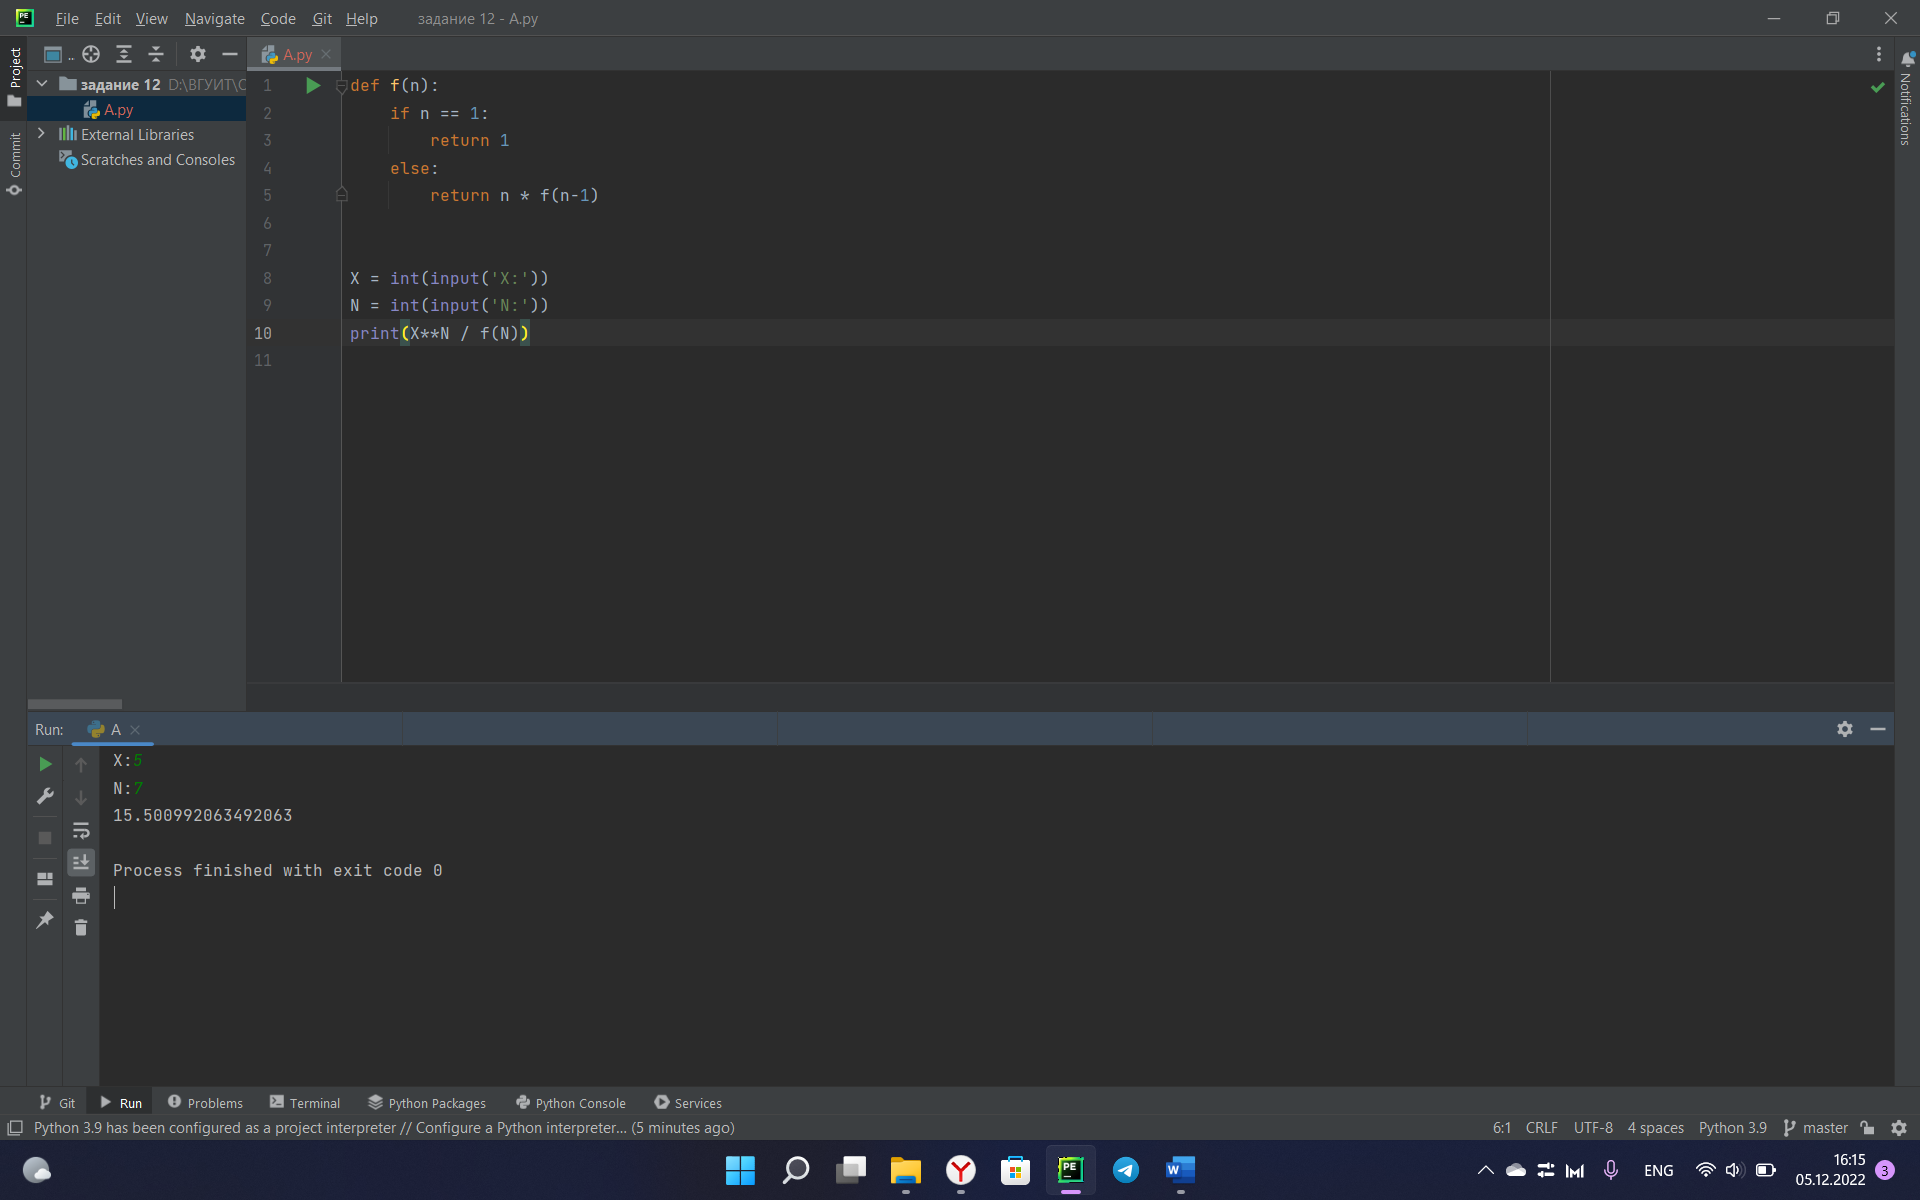 PE
File Edit View Navigate Code Git Help задание 12 - A.py
Project
Commit
Notifications
..
A.py
задание 12 D:\ВГУИТ\С
A.py
External Libraries
Scratches and Consoles
1 def f(n):
2 if n == 1:
3 return 1
4 else:
5 return n * f(n-1)
6
7
8 X = int(input('X:'))
9 N = int(input('N:'))
10 print(X**N / f(N))
11
Run: A
X:5
N:7
15.500992063492063
Process finished with exit code 0
Git Run Problems Terminal Python Packages Python Console Services
Python 3.9 has been configured as a project interpreter // Configure a Python interpreter... (5 minutes ago) 6:1 CRLF UTF-8 4 spaces Python 3.9 master
PE W ENG 16:15
05.12.2022 3